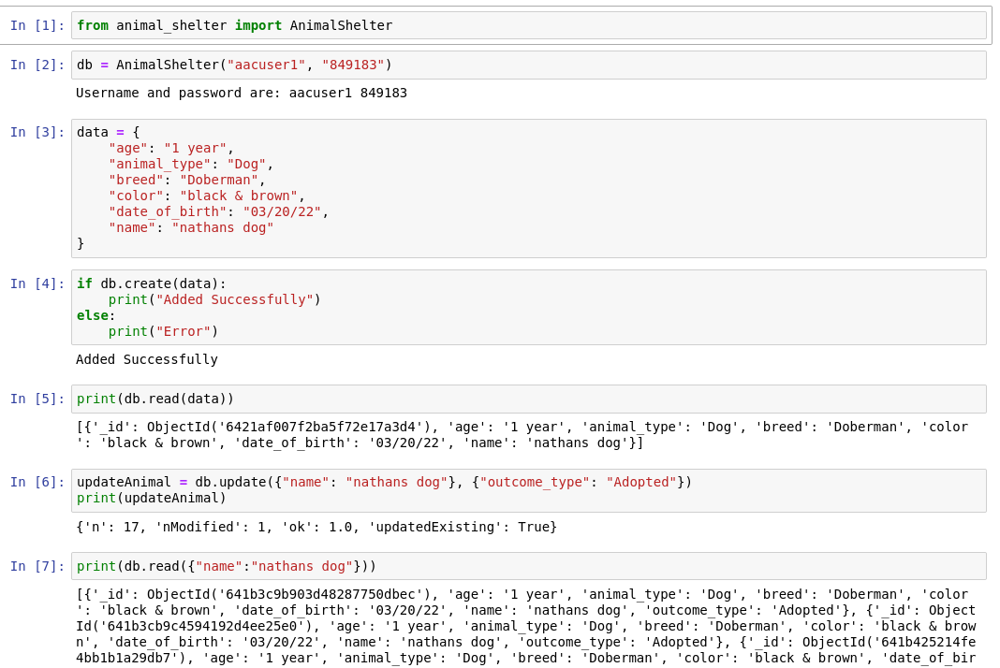 In [1]: from animal_shelter import AnimalShelter
In [2]: db = AnimalShelter("aacuser1", "849183")
Username and password are: aacuser1 849183
In [3]: data = {
    "age": "1 year",
    "animal_type": "Dog",
    "breed": "Doberman",
    "color": "black & brown",
    "date_of_birth": "03/20/22",
    "name": "nathans dog"
}
In [4]: if db.create(data):
    print("Added Successfully")
else:
    print("Error")
Added Successfully
In [5]: print(db.read(data))
[{'_id': ObjectId('6421af007f2ba5f72e17a3d4'), 'age': '1 year', 'animal_type': 'Dog', 'breed': 'Doberman', 'color
': 'black & brown', 'date_of_birth': '03/20/22', 'name': 'nathans dog'}]
In [6]: updateAnimal = db.update({"name": "nathans dog"}, {"outcome_type": "Adopted"})
print(updateAnimal)
{'n': 17, 'nModified': 1, 'ok': 1.0, 'updatedExisting': True}
In [7]: print(db.read({"name":"nathans dog"}))
[{'_id': ObjectId('641b3c9b903d48287750dbec'), 'age': '1 year', 'animal_type': 'Dog', 'breed': 'Doberman', 'color
': 'black & brown', 'date_of_birth': '03/20/22', 'name': 'nathans dog', 'outcome_type': 'Adopted'}, {'_id': Object
Id('641b3cb9c4594192d4ee25e0'), 'age': '1 year', 'animal_type': 'Dog', 'breed': 'Doberman', 'color': 'black & brow
n', 'date_of_birth': '03/20/22', 'name': 'nathans dog', 'outcome_type': 'Adopted'}, {'_id': ObjectId('641b425214fe
4bb1b1a29db7'), 'age': '1 year', 'animal_type': 'Dog', 'breed': 'Doberman', 'color': 'black & brown', 'date_of_bir